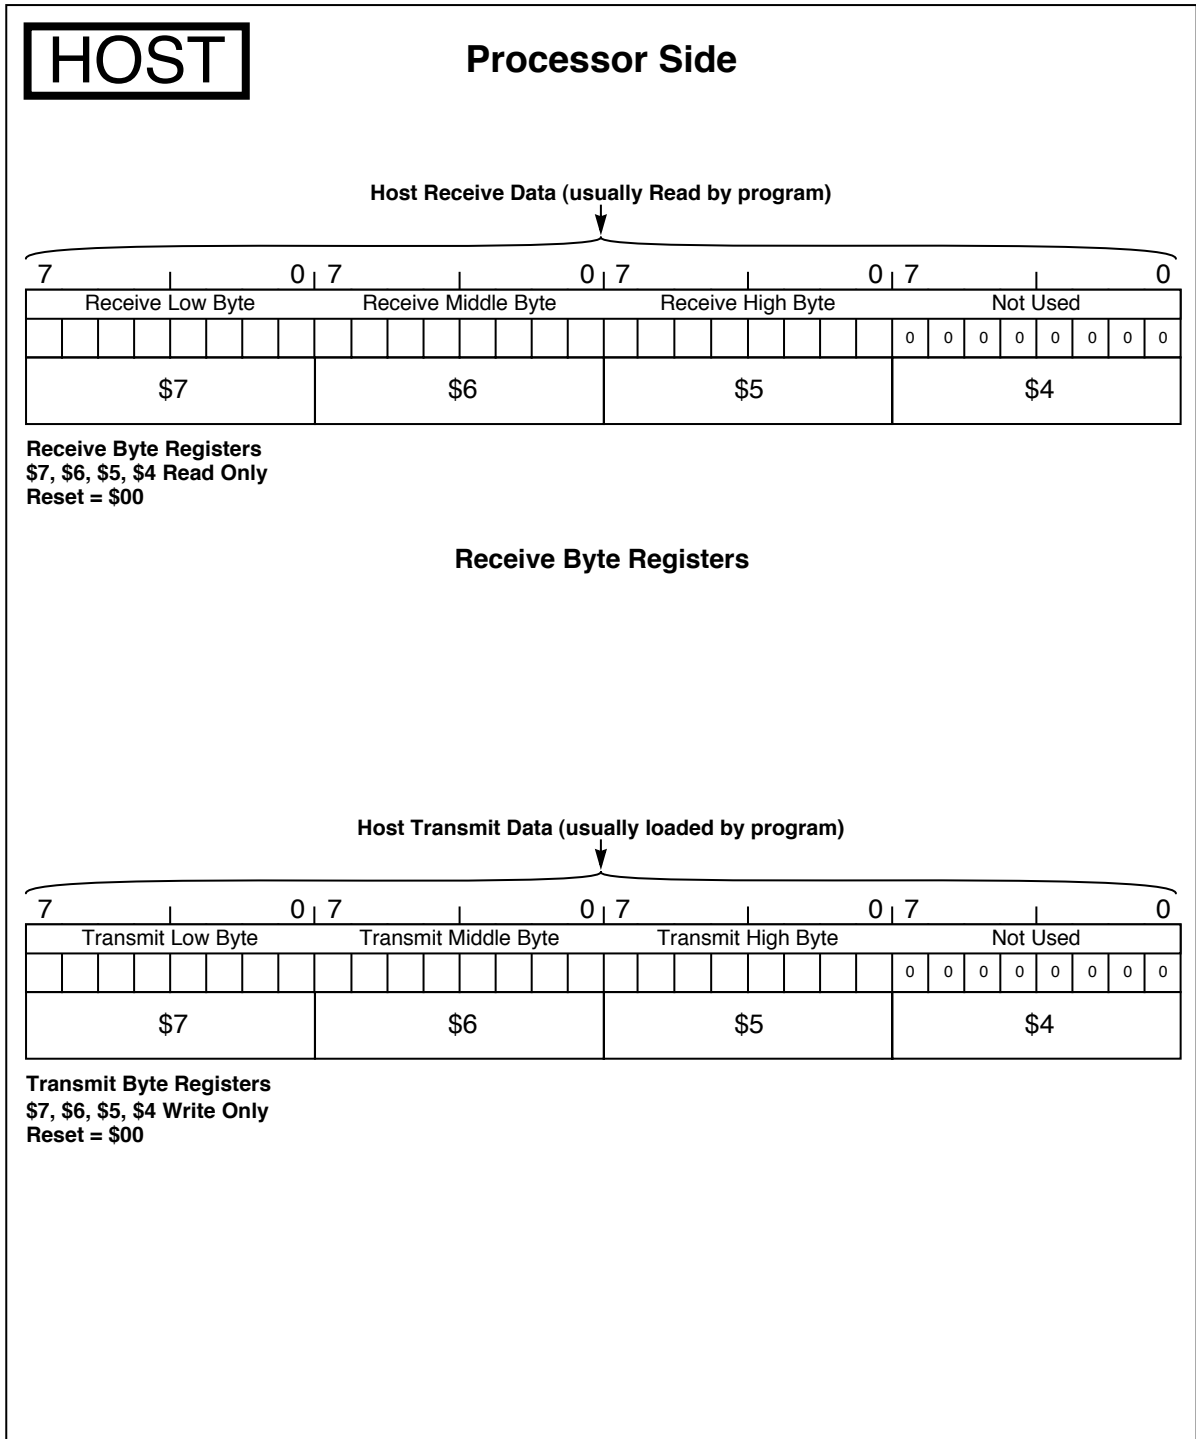 HOST
Processor Side
Host Receive Data (usually Read by program)
7 0 7 0 7 0 7 0
Receive Low Byte Receive Middle Byte Receive High Byte Not Used
0 0 0 0 0 0 0 0
$7 $6 $5 $4
Receive Byte Registers
$7, $6, $5, $4 Read Only
Reset = $00
Receive Byte Registers
Host Transmit Data (usually loaded by program)
7 0 7 0 7 0 7 0
Transmit Low Byte Transmit Middle Byte Transmit High Byte Not Used
0 0 0 0 0 0 0 0
$7 $6 $5 $4
Transmit Byte Registers
$7, $6, $5, $4 Write Only
Reset = $00